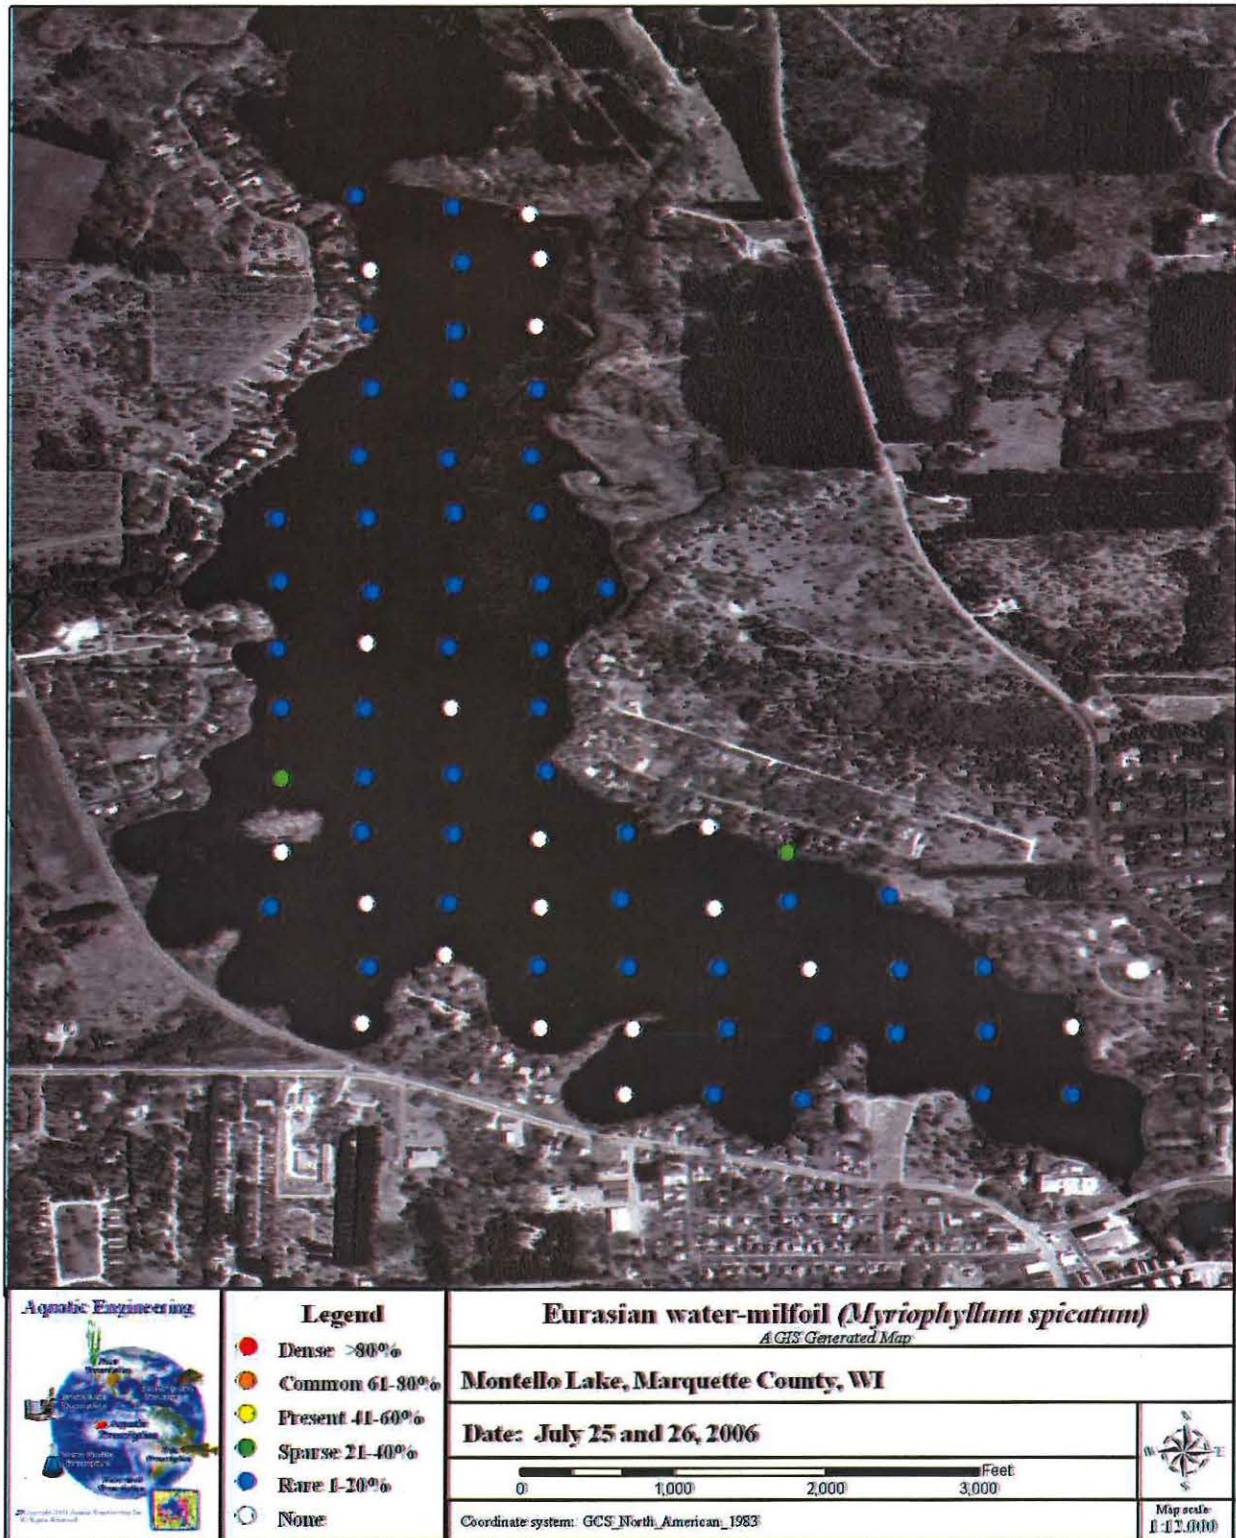 Aquatic Engineering
Aquatic
Legend
Dense >80%
Common 61-80%
Present 41-60%
Sparse 21-40%
Rare 1-20%
None
Eurasian water-milfoil (Myriophyllum spicatum)
A GIS Generated Map
Montello Lake, Marquette County, WI
Date: July 25 and 26, 2006
Feet
0 1,000 2,000 3,000
Coordinate system: GCS_North_American_1983
N
W E
S
Map scale
1:12,000